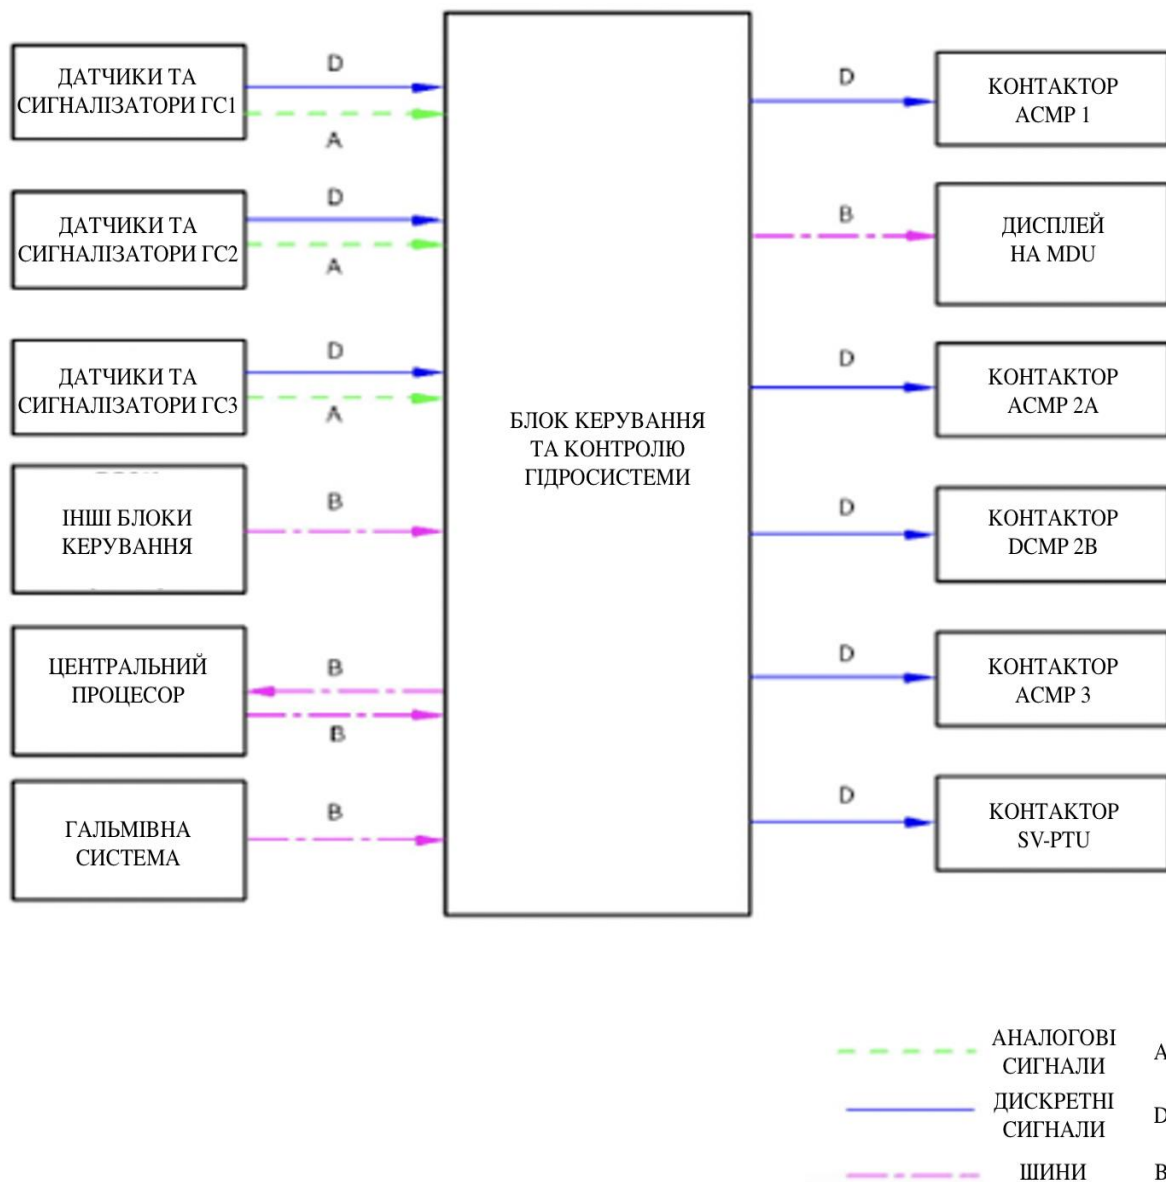 ДАТЧИКИ ТА
СИГНАЛІЗАТОРИ ГС1
D
A
ДАТЧИКИ ТА
СИГНАЛІЗАТОРИ ГС2
D
A
ДАТЧИКИ ТА
СИГНАЛІЗАТОРИ ГС3
D
A
ІНШІ БЛОКИ
КЕРУВАННЯ
B
ЦЕНТРАЛЬНИЙ
ПРОЦЕСОР
B
B
ГАЛЬМІВНА
СИСТЕМА
B
БЛОК КЕРУВАННЯ
ТА КОНТРОЛЮ
ГІДРОСИСТЕМИ
D
КОНТАКТОР
ACMP 1
B
ДИСПЛЕЙ
НА MDU
D
КОНТАКТОР
ACMP 2A
D
КОНТАКТОР
DCMP 2B
D
КОНТАКТОР
ACMP 3
D
КОНТАКТОР
SV-PTU
АНАЛОГОВІ
СИГНАЛИ
A
ДИСКРЕТНІ
СИГНАЛИ
D
ШИНИ
B